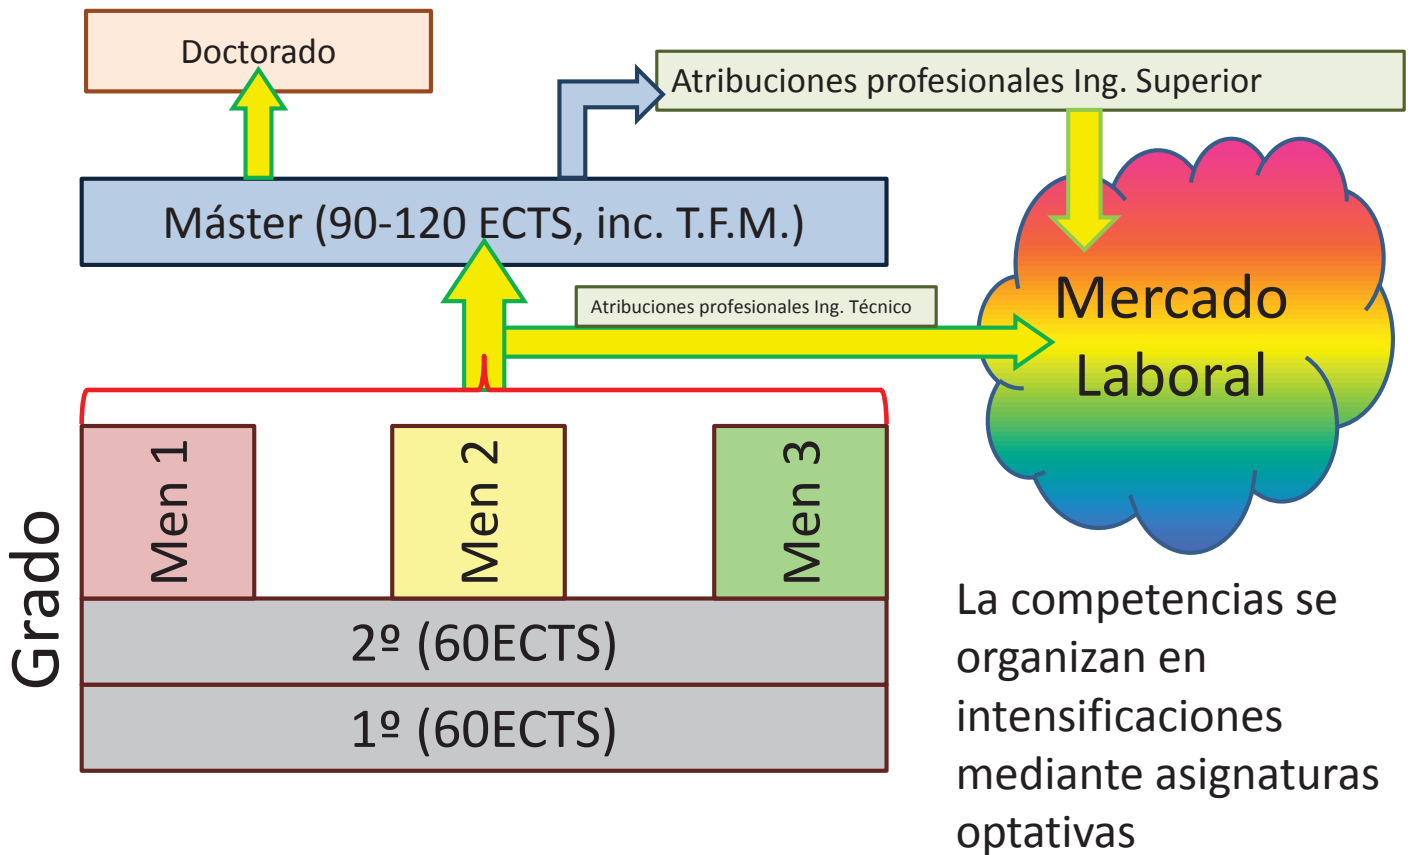 Doctorado
Atribuciones profesionales Ing. Superior
Máster (90-120 ECTS, inc. T.F.M.)
Atribuciones profesionales Ing. Técnico
Mercado
Laboral
Grado
Men 1
Men 2
Men 3
2º (60ECTS)
1º (60ECTS)
La competencias se
organizan en
intensificaciones
mediante asignaturas
optativas